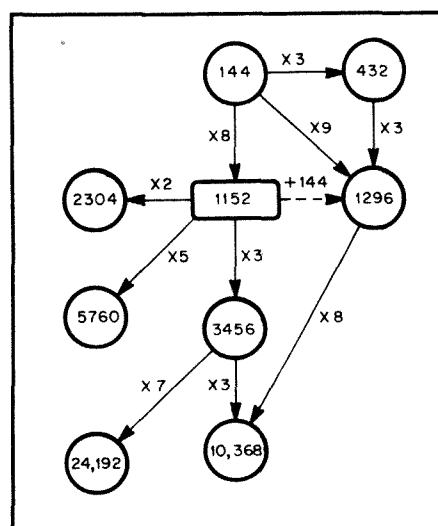 144
X3
432
X8
X9
X3
2304
X2
1152
+144
1296
X5
X3
5760
3456
X8
X7
X3
24,192
10,368